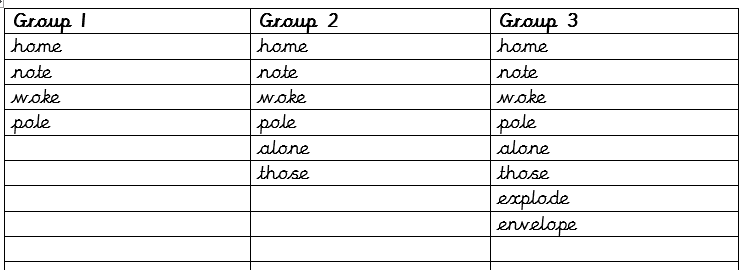 Group 1 Group 2 Group 3
home home home
note note note
woke woke woke
pole pole pole
alone alone
those those
explode
envelope